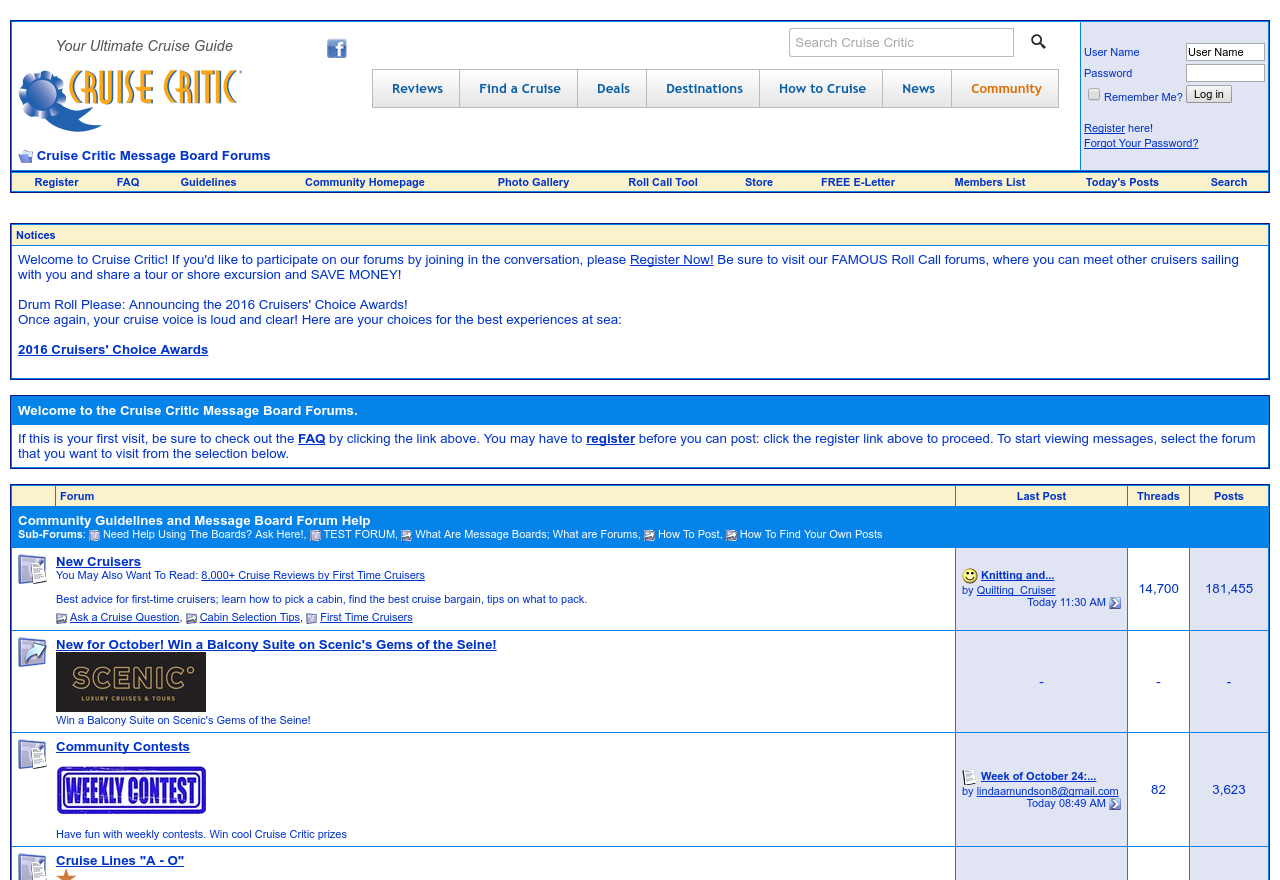 Your Ultimate Cruise Guide
CRUISE CRITIC
Search Cruise Critic
Reviews Find a Cruise Deals Destinations How to Cruise News Community
User Name User Name
Password
Remember Me? Log in
Register here!
Forgot Your Password?
Cruise Critic Message Board Forums
Register FAQ Guidelines Community Homepage Photo Gallery Roll Call Tool Store FREE E-Letter Members List Today's Posts Search
Notices
Welcome to Cruise Critic! If you'd like to participate on our forums by joining in the conversation, please Register Now! Be sure to visit our FAMOUS Roll Call forums, where you can meet other cruisers sailing
with you and share a tour or shore excursion and SAVE MONEY!
Drum Roll Please: Announcing the 2016 Cruisers' Choice Awards!
Once again, your cruise voice is loud and clear! Here are your choices for the best experiences at sea:
2016 Cruisers' Choice Awards
Welcome to the Cruise Critic Message Board Forums.
If this is your first visit, be sure to check out the FAQ by clicking the link above. You may have to register before you can post: click the register link above to proceed. To start viewing messages, select the forum
that you want to visit from the selection below.
Forum Last Post Threads Posts
Community Guidelines and Message Board Forum Help
Sub-Forums: Need Help Using The Boards? Ask Here!, TEST FORUM, What Are Message Boards; What are Forums, How To Post, How To Find Your Own Posts
New Cruisers
You May Also Want To Read: 8,000+ Cruise Reviews by First Time Cruisers
Best advice for first-time cruisers; learn how to pick a cabin, find the best cruise bargain, tips on what to pack.
Ask a Cruise Question, Cabin Selection Tips, First Time Cruisers
Knitting and...
by Quilting_Cruiser
Today 11:30 AM
14,700 181,455
New for October! Win a Balcony Suite on Scenic's Gems of the Seine!
SCENIC°
LUXURY CRUISES & TOURS
Win a Balcony Suite on Scenic's Gems of the Seine!
- - -
Community Contests
WEEKLY CONTEST
Have fun with weekly contests. Win cool Cruise Critic prizes
Week of October 24:...
by lindaamundson8@gmail.com
Today 08:49 AM
82 3,623
Cruise Lines "A - O"